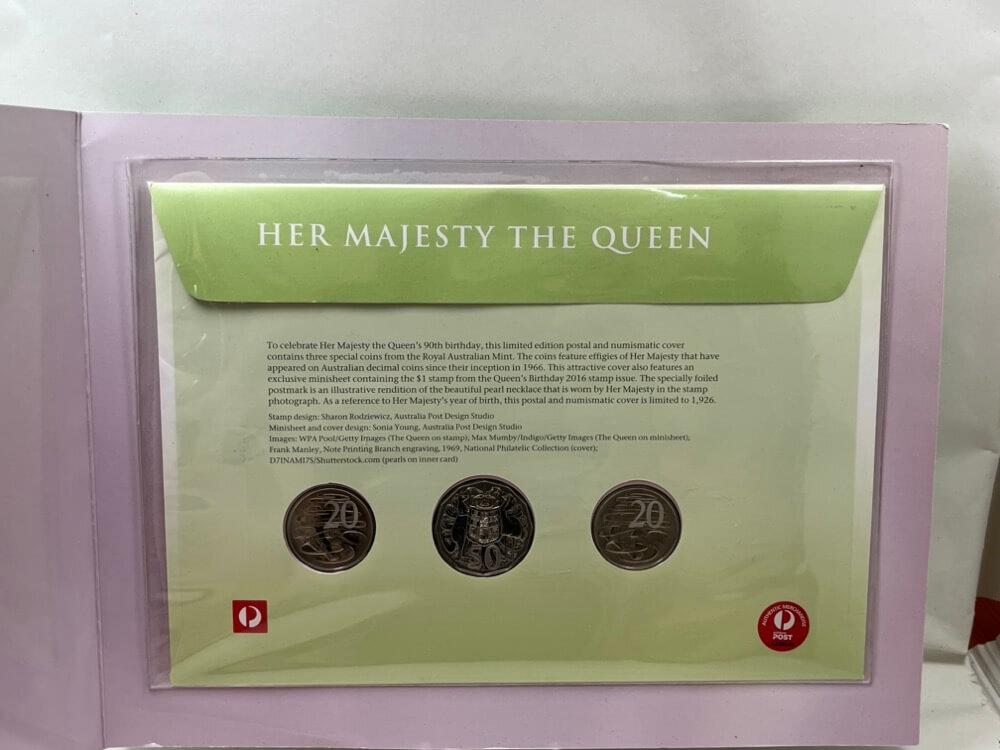 HER MAJESTY THE QUEEN
To celebrate Her Majesty the Queen's 90th birthday, this limited edition postal and numismatic cover
contains three special coins from the Royal Australian Mint. The coins feature effigies of Her Majesty that have
appeared on Australian decimal coins since their inception in 1966. This attractive cover also features an
exclusive minisheet containing the $1 stamp from the Queen's Birthday 2016 stamp issue. The specially foiled
postmark is an illustrative rendition of the beautiful pearl necklace that is worn by Her Majesty in the stamp
photograph. As a reference to Her Majesty's year of birth, this postal and numismatic cover is limited to 1,926.
Stamp design: Sharon Rodziewicz, Australia Post Design Studio
Minisheet and cover design: Sonia Young, Australia Post Design Studio
Images: WPA Pool/Getty Images (The Queen on stamp); Max Mumby/Indigo/Getty Images (The Queen on minisheet);
Frank Manley, Note Printing Branch engraving, 1969, National Philatelic Collection (cover);
D71NAM17S/Shutterstock.com (pearls on inner card)
20
50
20
AUTHENTIC MERCHANDISE
POST